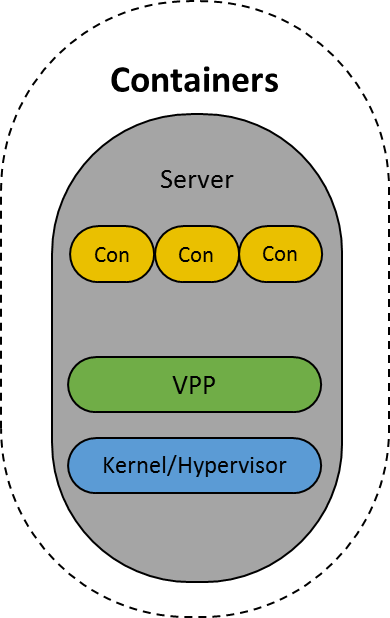 Containers
Server
Con Con Con
VPP
Kernel/Hypervisor